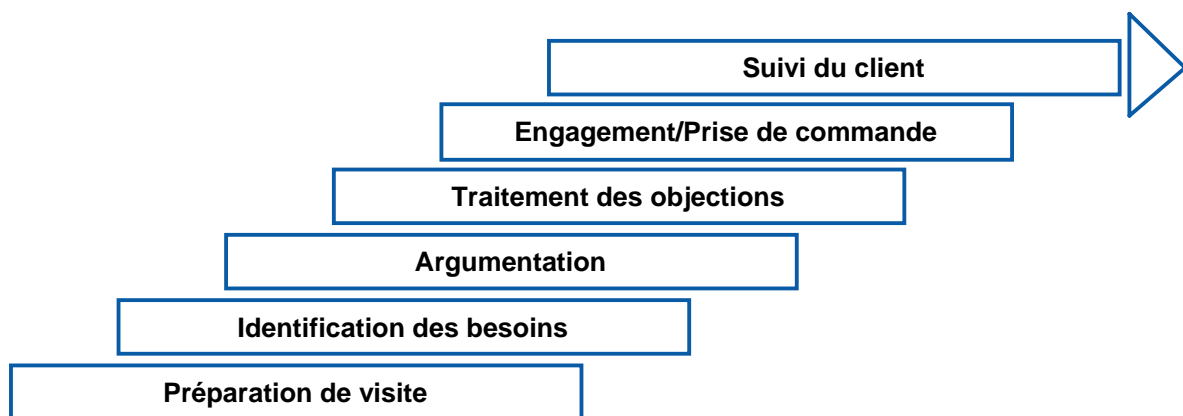 Suivi du client
Engagement/Prise de commande
Traitement des objections
Argumentation
Identification des besoins
Préparation de visite